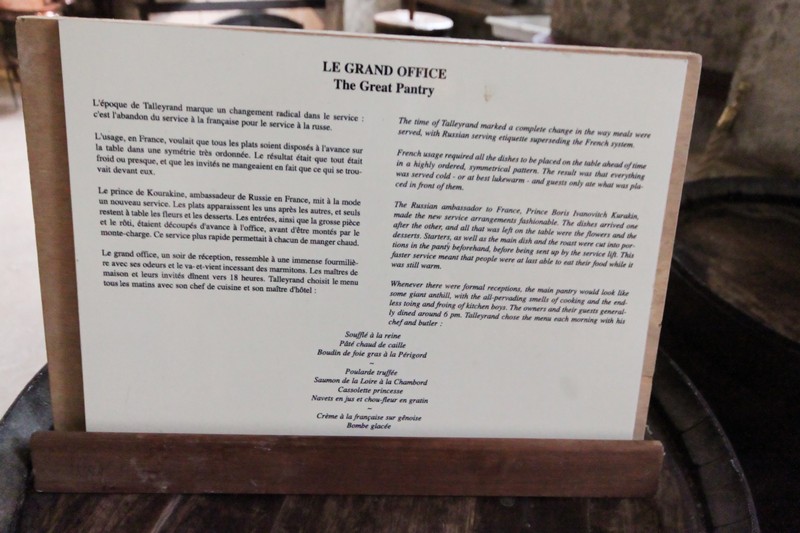 LE GRAND OFFICE
The Great Pantry
L'époque de Talleyrand marque un changement radical dans le service :
c'est l'abandon du service à la française pour le service à la russe.
L'usage, en France, voulait que tous les plats soient disposés à l'avance sur
la table dans une symétrie très ordonnée. Le résultat était que tout était
froid ou presque, et que les invités ne mangeaient en fait que ce qui se trou-
vait devant eux.
Le prince de Kourakine, ambassadeur de Russie en France, mit à la mode
un nouveau service. Les plats apparaissent les uns après les autres, et seuls
restent à table les fleurs et les desserts. Les entrées, ainsi que la grosse pièce
et le rôti, étaient découpés d'avance à l'office, avant d'être montés par le
monte-charge. Ce service plus rapide permettait à chacun de manger chaud.
Le grand office, un soir de réception, ressemble à une immense fourmiliè-
re avec ses odeurs et le va-et-vient incessant des marmitons. Les maîtres de
maison et leurs invités dînent vers 18 heures. Talleyrand choisit le menu
tous les matins avec son chef de cuisine et son maître d'hôtel :
The time of Talleyrand marked a complete change in the way meals were
served, with Russian serving etiquette superseding the French system.
French usage required all the dishes to be placed on the table ahead of time
in a highly ordered, symmetrical pattern. The result was that everything
was served cold - or at best lukewarm - and guests only ate what was pla-
ced in front of them.
The Russian ambassador to France, Prince Boris Ivanovitch Kurakin,
made the new service arrangements fashionable. The dishes arrived one
after the other, and all that was left on the table were the flowers and the
desserts. Starters, as well as the main dish and the roast were cut into por-
tions in the panty beforehand, before being sent up by the service lift. This
faster service meant that people were at last able to eat their food while it
was still warm.
Whenever there were formal receptions, the main pantry would look like
some giant anthill, with the all-pervading smells of cooking and the end-
less toing and froing of kitchen boys. The owners and their guests general-
ly dined around 6 pm. Talleyrand chose the menu each morning with his
chef and butler :
Soufflé à la reine
Pâté chaud de caille
Boudin de foie gras à la Périgord
–
Poularde truffée
Saumon de la Loire à la Chambord
Cassolette princesse
Navets en jus et chou-fleur en gratin
–
Crème à la française sur génoise
Bombe glacée